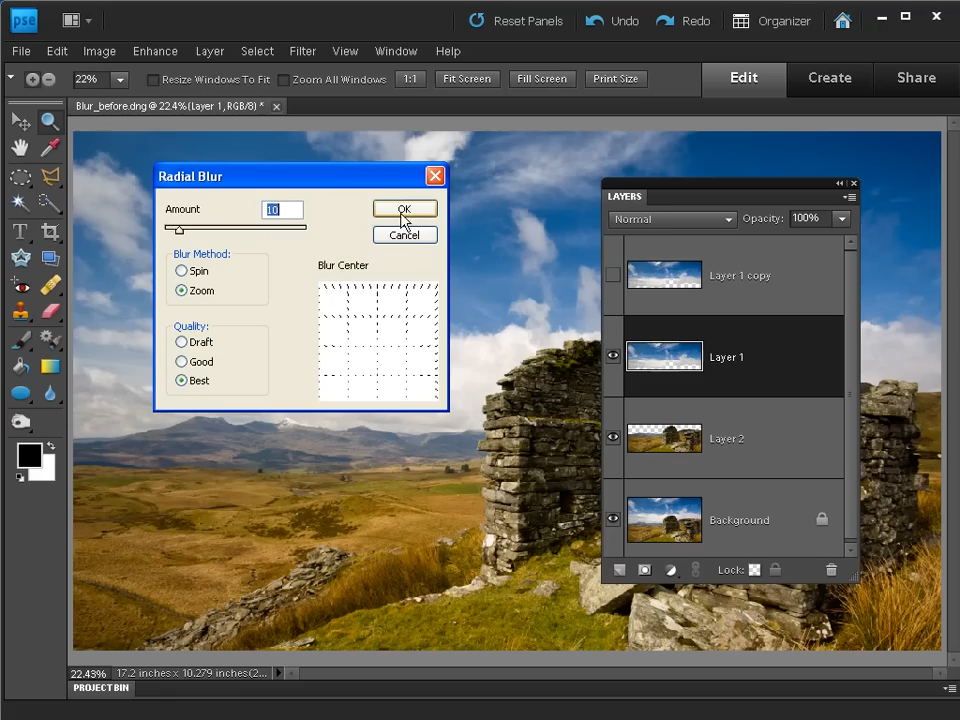 pse
Reset Panels
Undo
Redo
Organizer
File Edit Image Enhance Layer Select Filter View Window Help
22%
Resize Windows To Fit
Zoom All Windows
1:1
Fit Screen
Fill Screen
Print Size
Edit
Create
Share
Blur_before.dng @ 22.4%(Layer 1,RGB/8) *
Radial Blur
Amount
10
OK
Cancel
Blur Method:
Spin
Zoom
Blur Center
Quality:
Draft
Good
Best
LAYERS
Normal
Opacity: 100%
Layer 1 copy
Layer 1
Layer 2
Background
Lock:
22.43%
17.2 inches x 10.279 inches(2...
PROJECT BIN